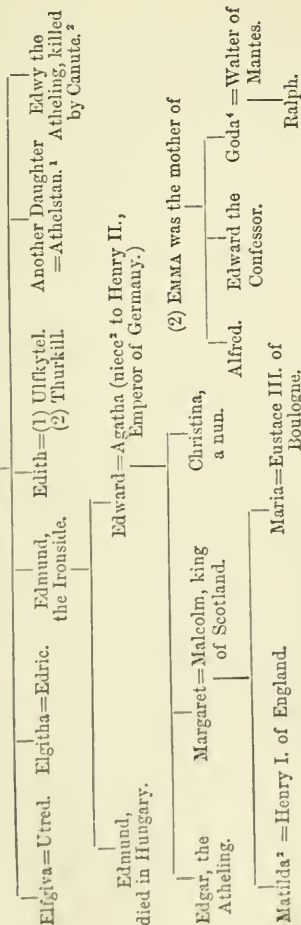 Elfgiva=Utred.
Elgitha=Edric.
Edmund,
the Ironside.
Edith=(1) Ulfkytel.
(2) Thurkill.
Another Daughter
=Athelstan.¹
Edwy the
Atheling, killed
by Canute.²
Edmund,
died in Hungary.
Edward=Agatha (niece² to Henry II.,
Emperor of Germany.)
(2) EMMA was the mother of
Edgar, the
Atheling.
Margaret=Malcolm, king
of Scotland.
Christina,
a nun.
Alfred.
Edward the
Confessor.
Goda⁴=Walter of
Mantes.
Matilda²=Henry I. of England.
Maria=Eustace III. of
Boulogne.
Ralph.